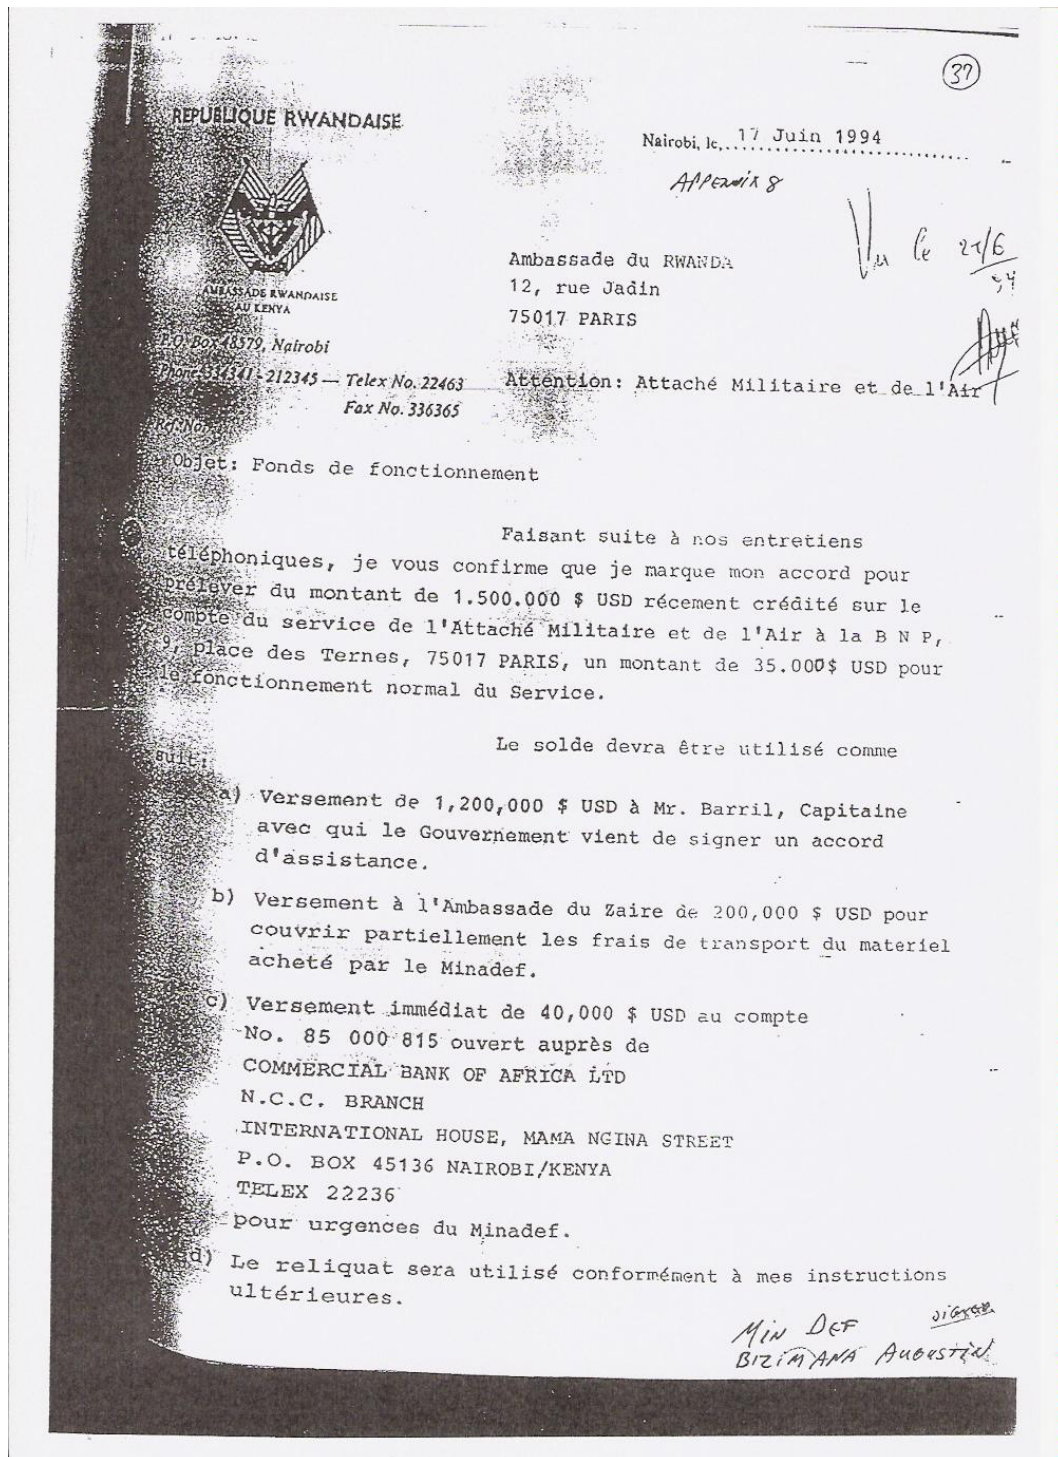 37
REPUBLIQUE RWANDAISE
Nairobi, le, 17 Juin 1994
APPENDIX 8
Vu le 21/6
94
AMBASSADE RWANDAISE
AU KENYA
P.O. Box 48579, Nairobi
Phone: 334341 - 212345 — Telex No. 22463
Fax No. 336365
Ref: No
Ambassade du RWANDA
12, rue Jadin
75017 PARIS
Attention: Attaché Militaire et de l'Air
Objet: Fonds de fonctionnement
Faisant suite à nos entretiens
téléphoniques, je vous confirme que je marque mon accord pour
prélever du montant de 1.500.000 $ USD récement crédité sur le
compte du service de l'Attaché Militaire et de l'Air à la B N P,
9, place des Ternes, 75017 PARIS, un montant de 35.000$ USD pour
le fonctionnement normal du Service.
Le solde devra être utilisé comme
suit:
a) Versement de 1,200,000 $ USD à Mr. Barril, Capitaine
avec qui le Gouvernement vient de signer un accord
d'assistance.
b) Versement à l'Ambassade du Zaire de 200,000 $ USD pour
couvrir partiellement les frais de transport du materiel
acheté par le Minadef.
c) Versement immédiat de 40,000 $ USD au compte
No. 85 000 815 ouvert auprès de
COMMERCIAL BANK OF AFRICA LTD
N.C.C. BRANCH
INTERNATIONAL HOUSE, MAMA NGINA STREET
P.O. BOX 45136 NAIROBI/KENYA
TELEX 22236
pour urgences du Minadef.
d) Le reliquat sera utilisé conformément à mes instructions
ultérieures.
MIN DEF
BIZIMANA AUGUSTIN